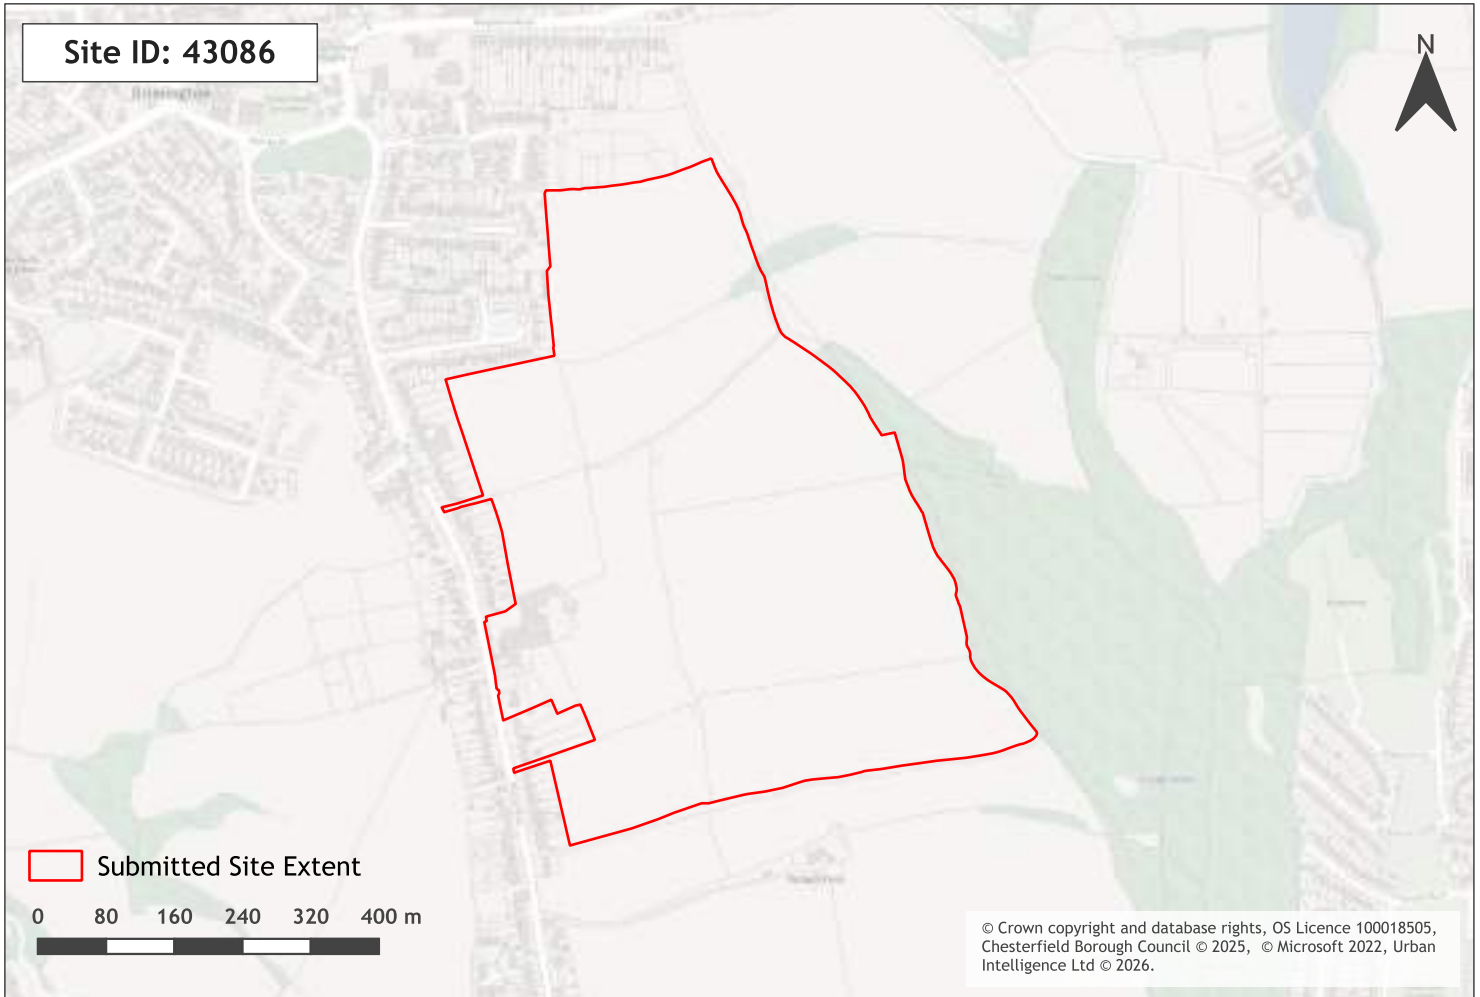 Site ID: 43086
N
Brimington
Submitted Site Extent
0 80 160 240 320 400 m
© Crown copyright and database rights, OS Licence 100018505,
Chesterfield Borough Council © 2025, © Microsoft 2022, Urban
Intelligence Ltd © 2026.